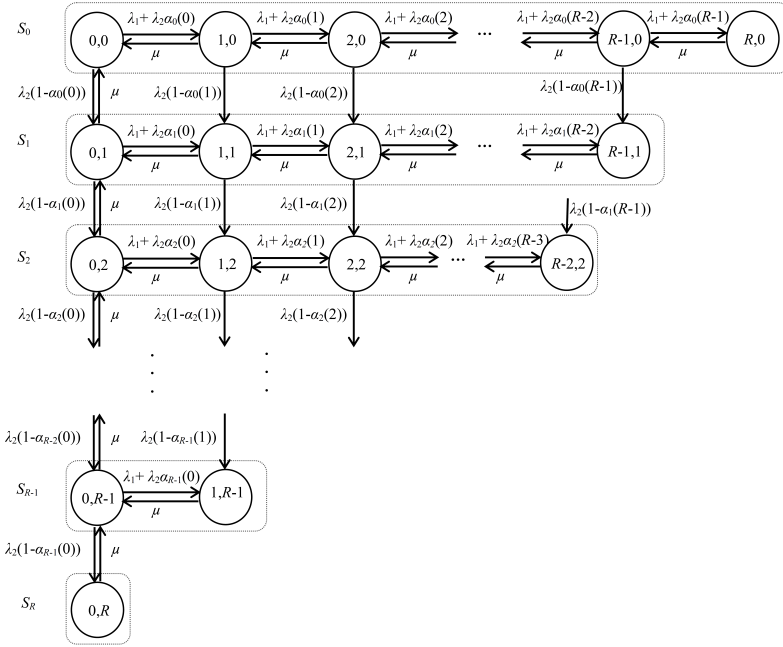 S₀
λ₁+ λ₂α₀(0) λ₁+ λ₂α₀(1) λ₁+ λ₂α₀(2) λ₁+ λ₂α₀(R-2) λ₁+ λ₂α₀(R-1)
0,0 1,0 2,0 ... R-1,0 R,0
μ μ μ μ μ
λ₂(1-α₀(0)) μ λ₂(1-α₀(1)) λ₂(1-α₀(2)) λ₂(1-α₀(R-1))
S₁
λ₁+ λ₂α₁(0) λ₁+ λ₂α₁(1) λ₁+ λ₂α₁(2) λ₁+ λ₂α₁(R-2)
0,1 1,1 2,1 ... R-1,1
μ μ μ μ
λ₂(1-α₁(0)) μ λ₂(1-α₁(1)) λ₂(1-α₁(2)) λ₂(1-α₁(R-1))
S₂
λ₁+ λ₂α₂(0) λ₁+ λ₂α₂(1) λ₁+ λ₂α₂(2) λ₁+ λ₂α₂(R-3)
0,2 1,2 2,2 ... R-2,2
μ μ μ μ
λ₂(1-α₂(0)) μ λ₂(1-α₂(1)) λ₂(1-α₂(2))
λ₂(1-α_{R-2}(0)) μ λ₂(1-α_{R-1}(1))
S_{R-1}
λ₁+ λ₂α_{R-1}(0)
0,R-1 1,R-1
μ
λ₂(1-α_{R-1}(0)) μ
S_R
0,R